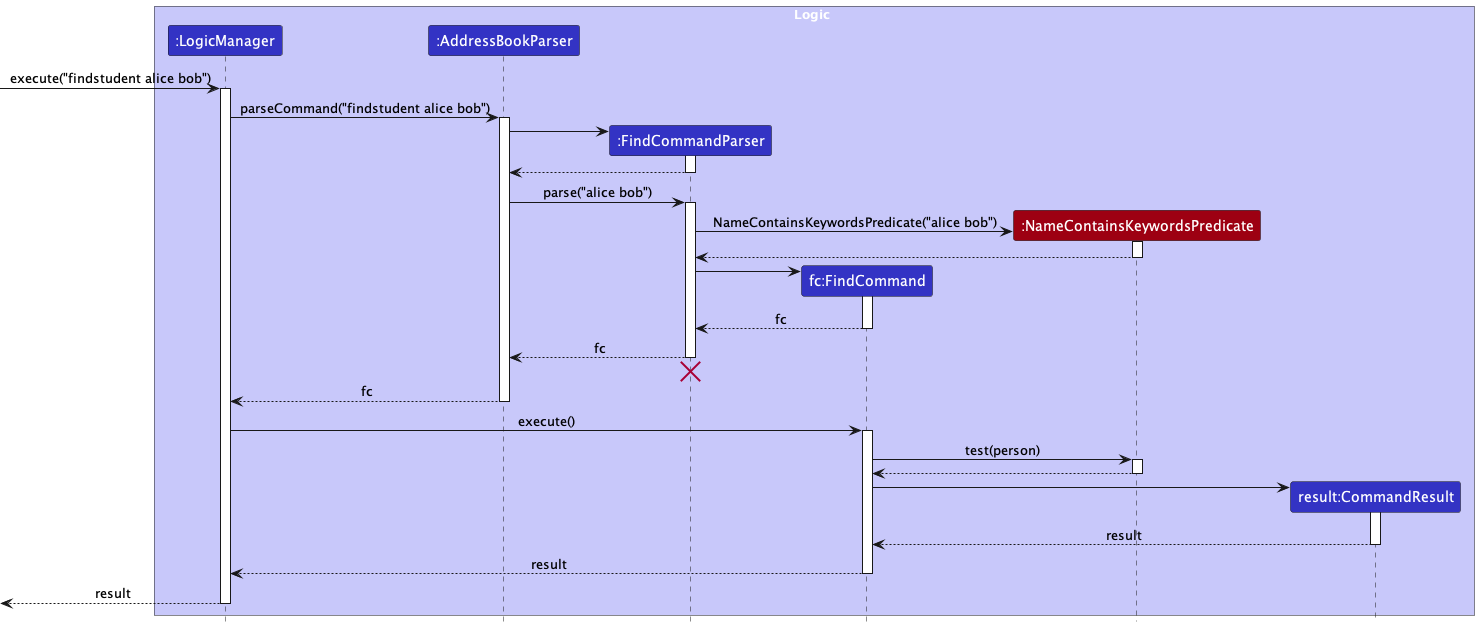 Logic
:LogicManager
:AddressBookParser
execute("findstudent alice bob")
parseCommand("findstudent alice bob")
:FindCommandParser
parse("alice bob")
NameContainsKeywordsPredicate("alice bob")
:NameContainsKeywordsPredicate
fc:FindCommand
fc
fc
fc
execute()
test(person)
result:CommandResult
result
result
result